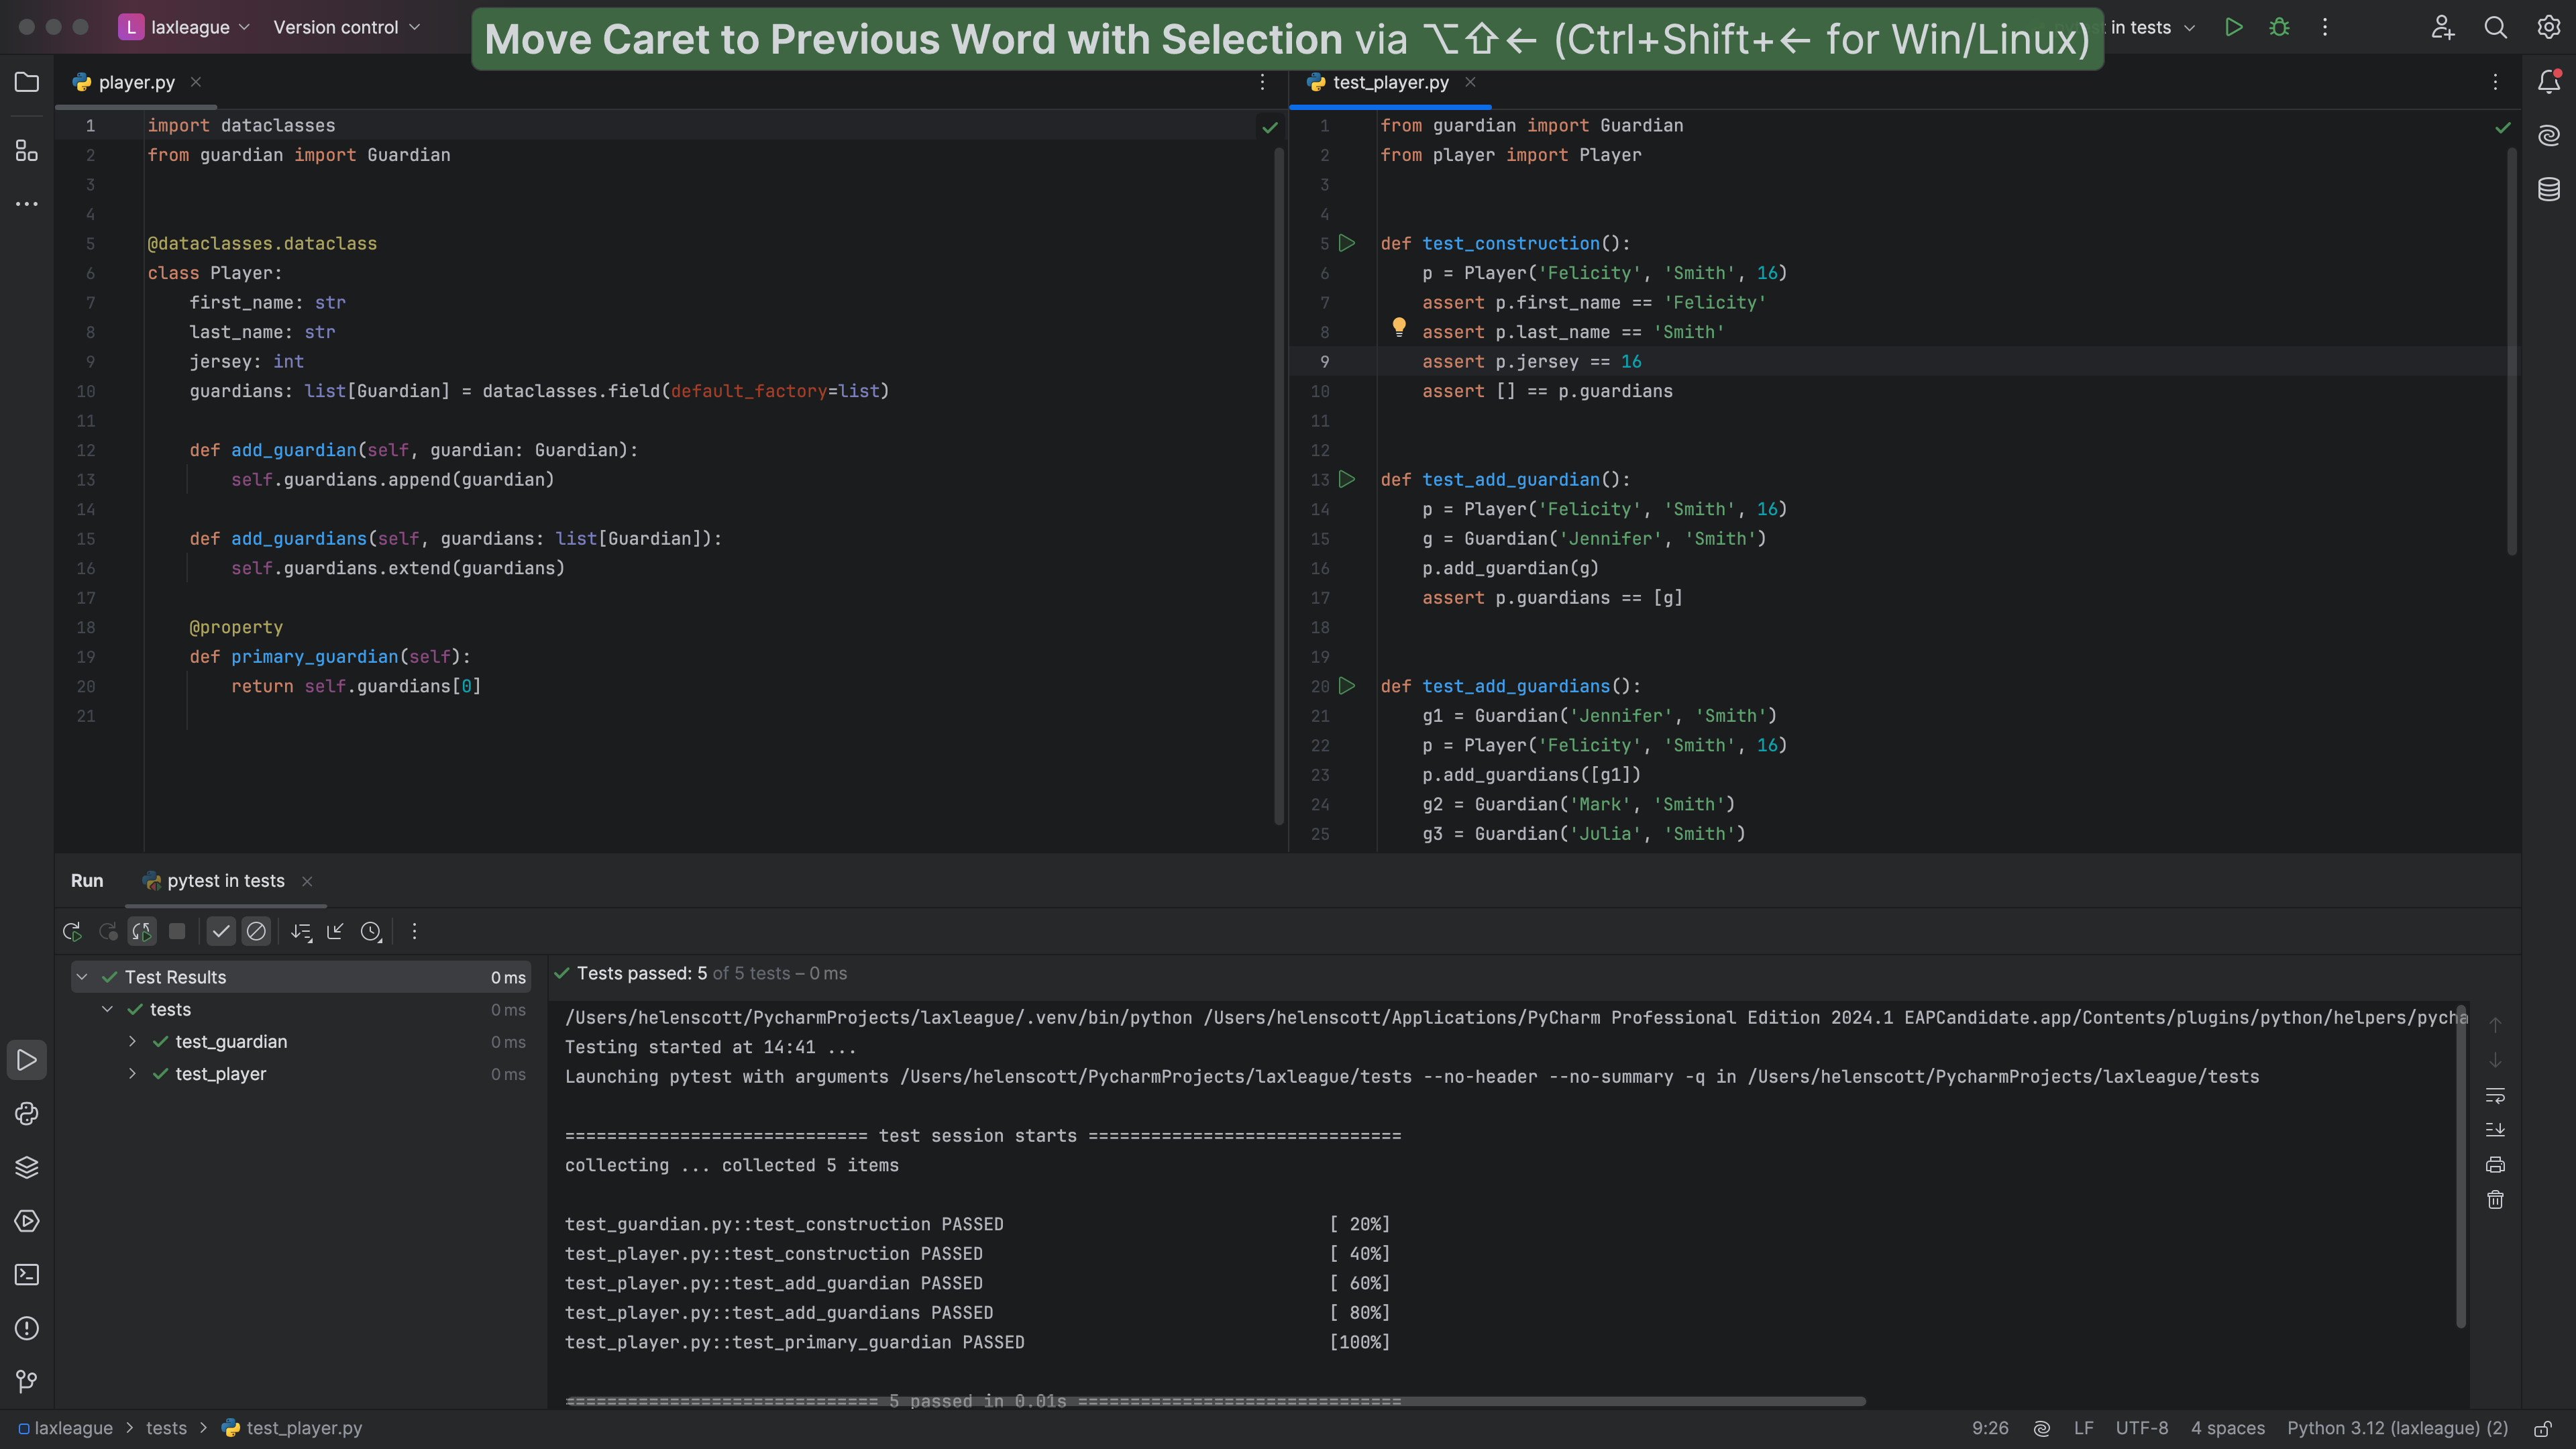 L laxleague Version control
Move Caret to Previous Word with Selection via ⌥⇧← (Ctrl+Shift+← for Win/Linux)
in tests
player.py
1 import dataclasses
2 from guardian import Guardian
3
4
5 @dataclasses.dataclass
6 class Player:
7 first_name: str
8 last_name: str
9 jersey: int
10 guardians: list[Guardian] = dataclasses.field(default_factory=list)
11
12 def add_guardian(self, guardian: Guardian):
13 self.guardians.append(guardian)
14
15 def add_guardians(self, guardians: list[Guardian]):
16 self.guardians.extend(guardians)
17
18 @property
19 def primary_guardian(self):
20 return self.guardians[0]
21
test_player.py
1 from guardian import Guardian
2 from player import Player
3
4
5 def test_construction():
6 p = Player('Felicity', 'Smith', 16)
7 assert p.first_name == 'Felicity'
8 assert p.last_name == 'Smith'
9 assert p.jersey == 16
10 assert [] == p.guardians
11
12
13 def test_add_guardian():
14 p = Player('Felicity', 'Smith', 16)
15 g = Guardian('Jennifer', 'Smith')
16 p.add_guardian(g)
17 assert p.guardians == [g]
18
19
20 def test_add_guardians():
21 g1 = Guardian('Jennifer', 'Smith')
22 p = Player('Felicity', 'Smith', 16)
23 p.add_guardians([g1])
24 g2 = Guardian('Mark', 'Smith')
25 g3 = Guardian('Julia', 'Smith')
Run pytest in tests
Test Results 0 ms
tests 0 ms
test_guardian 0 ms
test_player 0 ms
Tests passed: 5 of 5 tests – 0 ms
/Users/helenscott/PycharmProjects/laxleague/.venv/bin/python /Users/helenscott/Applications/PyCharm Professional Edition 2024.1 EAPCandidate.app/Contents/plugins/python/helpers/pycha
Testing started at 14:41 ...
Launching pytest with arguments /Users/helenscott/PycharmProjects/laxleague/tests --no-header --no-summary -q in /Users/helenscott/PycharmProjects/laxleague/tests
============================= test session starts ==============================
collecting ... collected 5 items
test_guardian.py::test_construction PASSED [ 20%]
test_player.py::test_construction PASSED [ 40%]
test_player.py::test_add_guardian PASSED [ 60%]
test_player.py::test_add_guardians PASSED [ 80%]
test_player.py::test_primary_guardian PASSED [100%]
============================== 5 passed in 0.01s ===============================
laxleague > tests > test_player.py
9:26 LF UTF-8 4 spaces Python 3.12 (laxleague) (2)